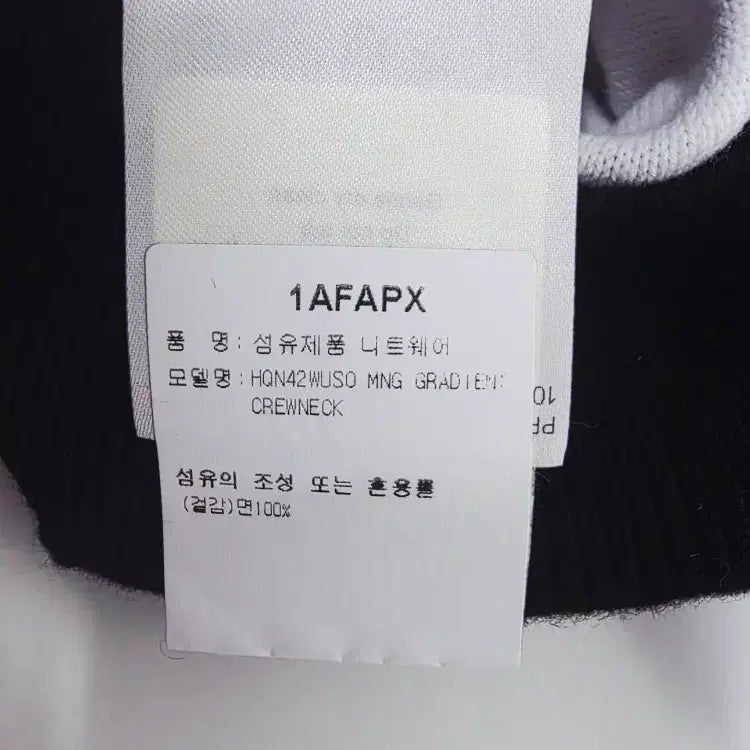 1AFAPX
품 명: 섬유제품 니트웨어
모델명: HQN42WUSO MNG GRADIENT
CREWNECK
섬유의 조성 또는 혼용률
(겉감)면100%